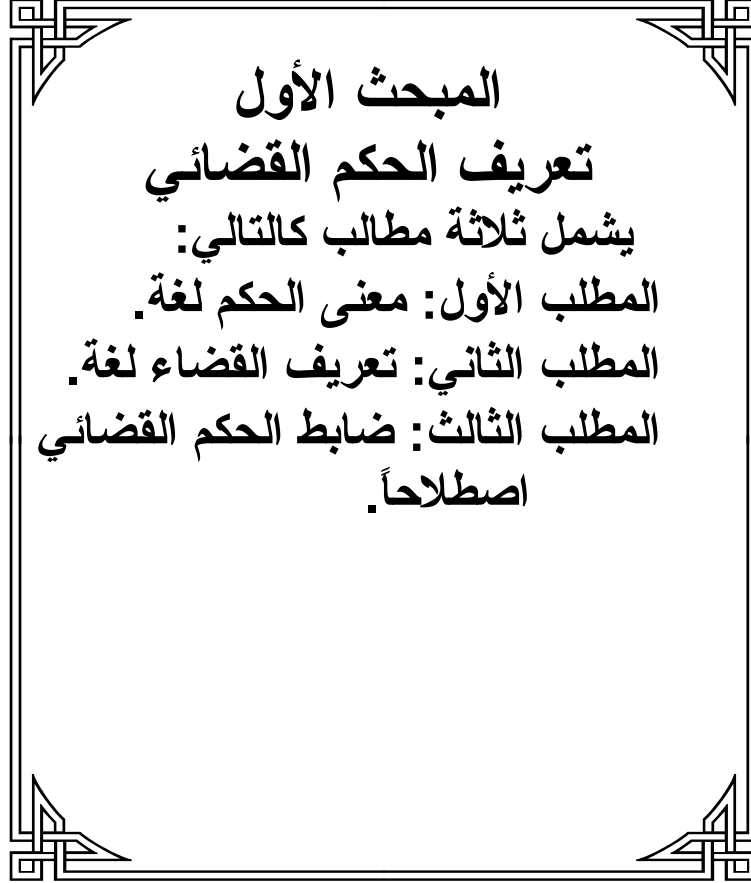 المبحث الأول
تعريف الحكم القضائي
يشمل ثلاثة مطالب كالتالي:
المطلب الأول: معنى الحكم لغة.
المطلب الثاني: تعريف القضاء لغة.
المطلب الثالث: ضابط الحكم القضائي
اصطلاحاً.